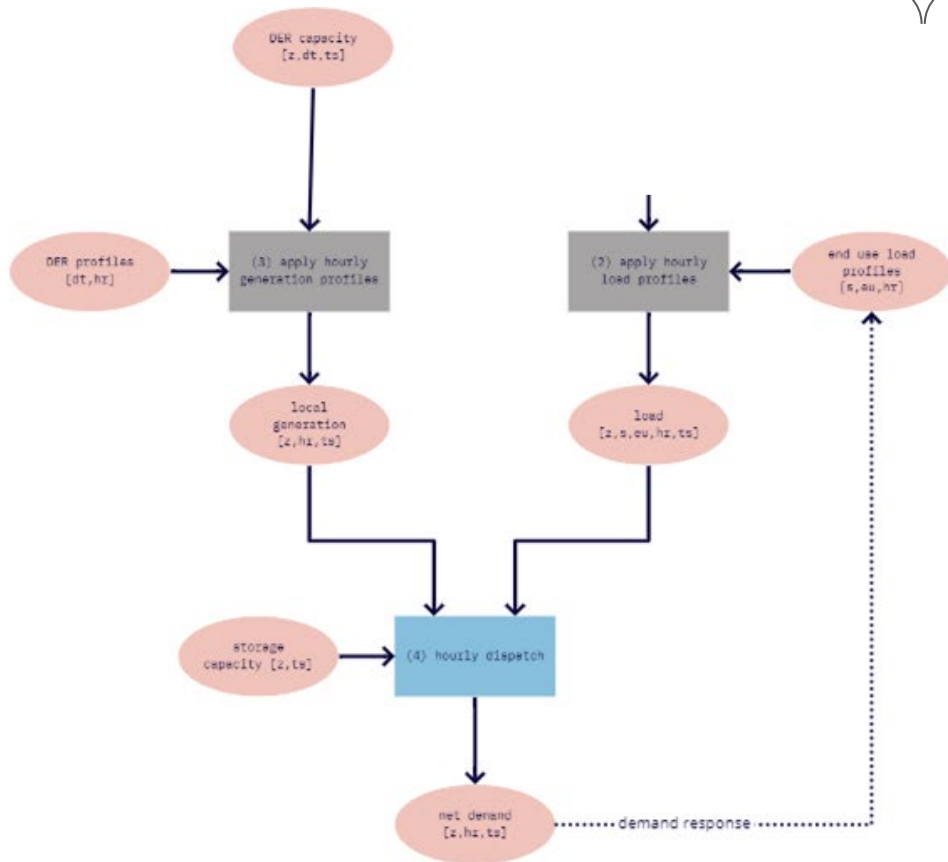 DER capacity
[z,dt,ts]
DER profiles
[dt,hr]
(3) apply hourly
generation profiles
(2) apply hourly
load profiles
end use load
profiles
[s,eu,hr]
local
generation
[z,hr,ts]
load
[z,s,eu,hr,ts]
storage
capacity [z,ts]
(4) hourly dispatch
net demand
[z,hr,ts]
demand response